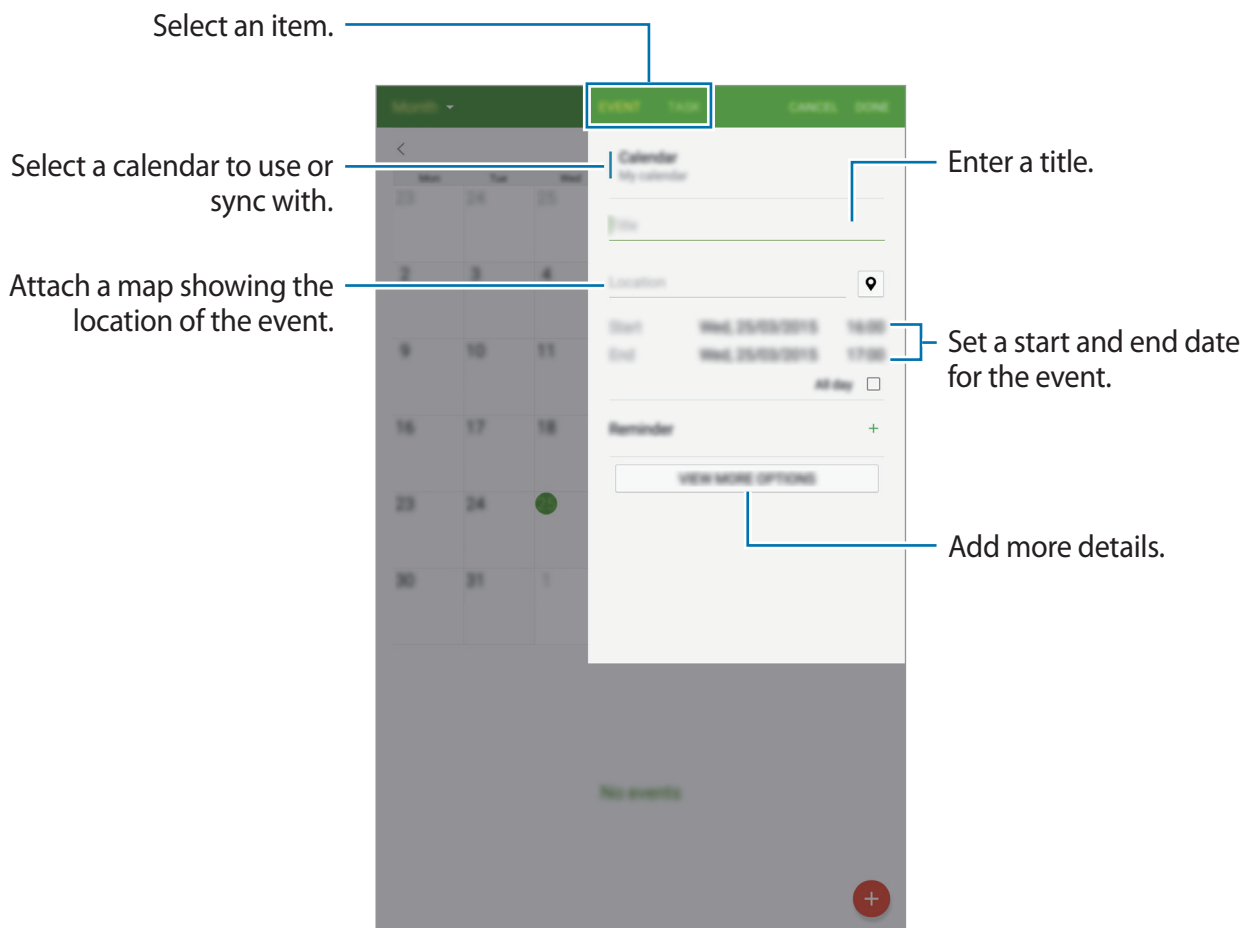 Select an item.
Month
EVENT TASK
CANCEL DONE
Select a calendar to use or
sync with.
Calendar
My calendar
Enter a title.
Mon Tue Wed
23 24 25
Title
Attach a map showing the
location of the event.
2 3 4
Location
Start Wed, 25/03/2015 16:00
End Wed, 25/03/2015 17:00
Set a start and end date
for the event.
9 10 11
All day
16 17 18
Reminder
VIEW MORE OPTIONS
23 24
Add more details.
30 31 1
No events